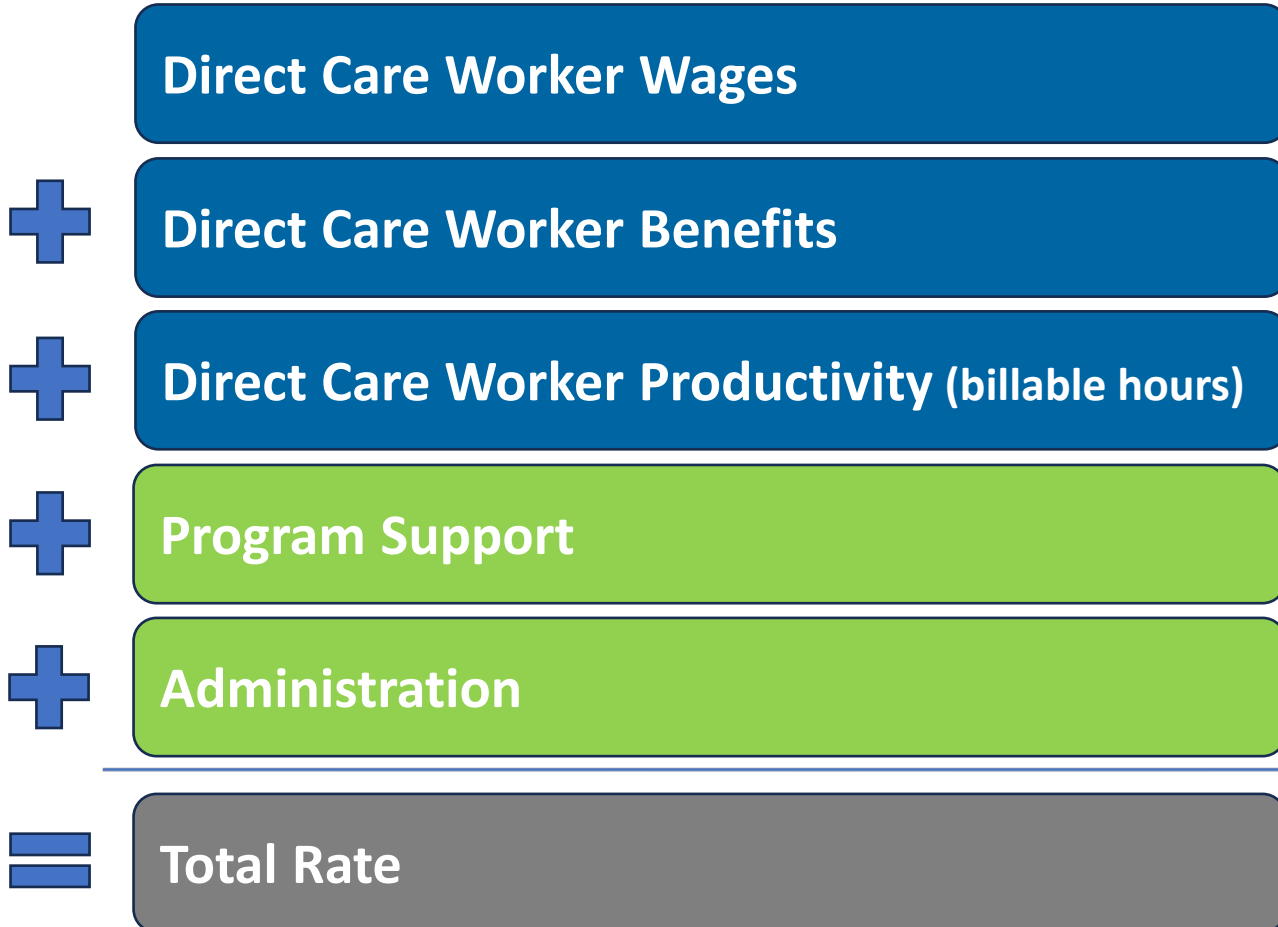 Direct Care Worker Wages
Direct Care Worker Benefits
Direct Care Worker Productivity (billable hours)
Program Support
Administration
Total Rate